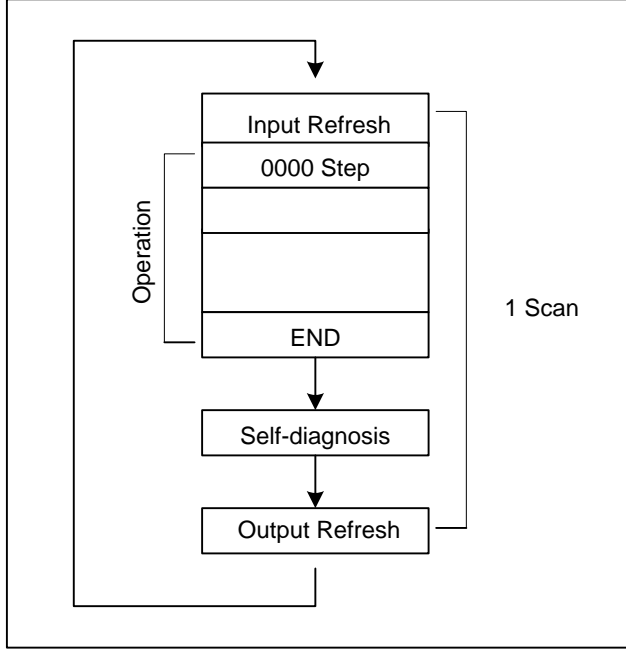 Input Refresh
0000 Step
Operation
END
1 Scan
Self-diagnosis
Output Refresh